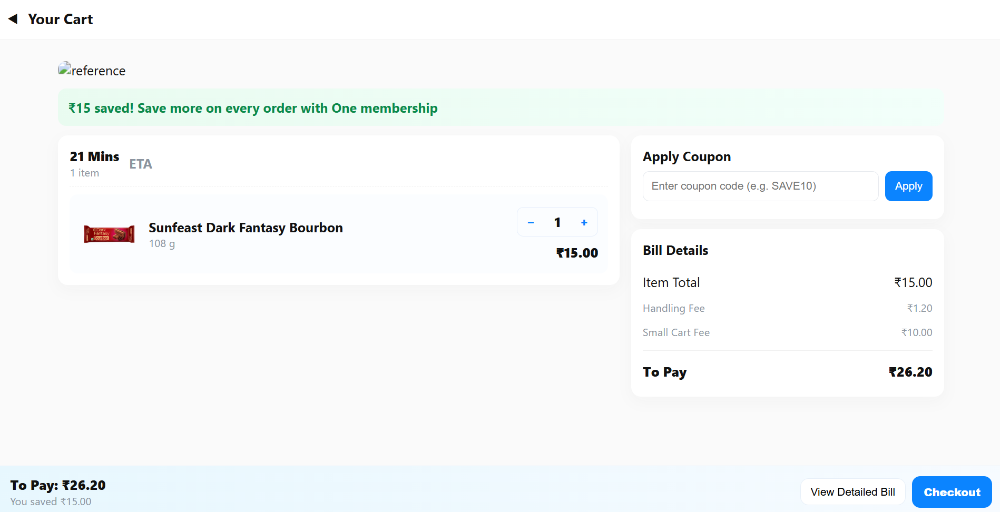 Your Cart
reference
₹15 saved! Save more on every order with One membership
21 Mins
1 item
ETA
Dark
Fantasy
Bourbon
Sunfeast Dark Fantasy Bourbon
108 g
− 1 +
₹15.00
Apply Coupon
Enter coupon code (e.g. SAVE10)
Apply
Bill Details
Item Total ₹15.00
Handling Fee ₹1.20
Small Cart Fee ₹10.00
To Pay ₹26.20
To Pay: ₹26.20
You saved ₹15.00
View Detailed Bill
Checkout